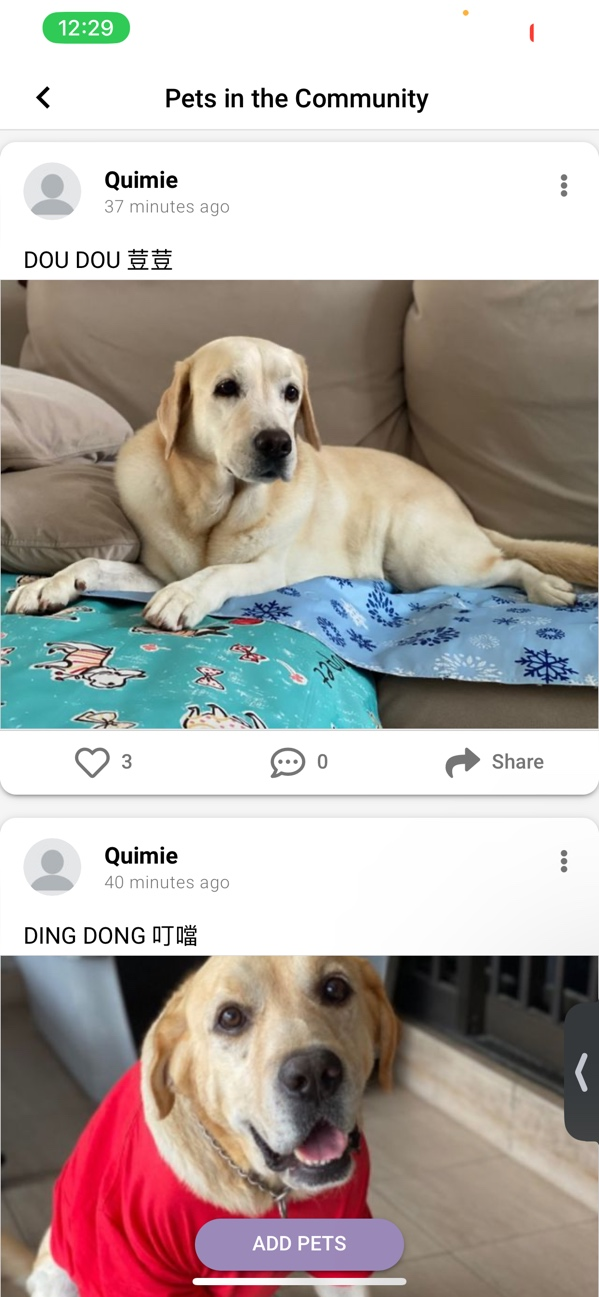 12:29
Pets in the Community
Quimie
37 minutes ago
DOU DOU 荳荳
3
0
Share
Quimie
40 minutes ago
DING DONG 叮噹
ADD PETS